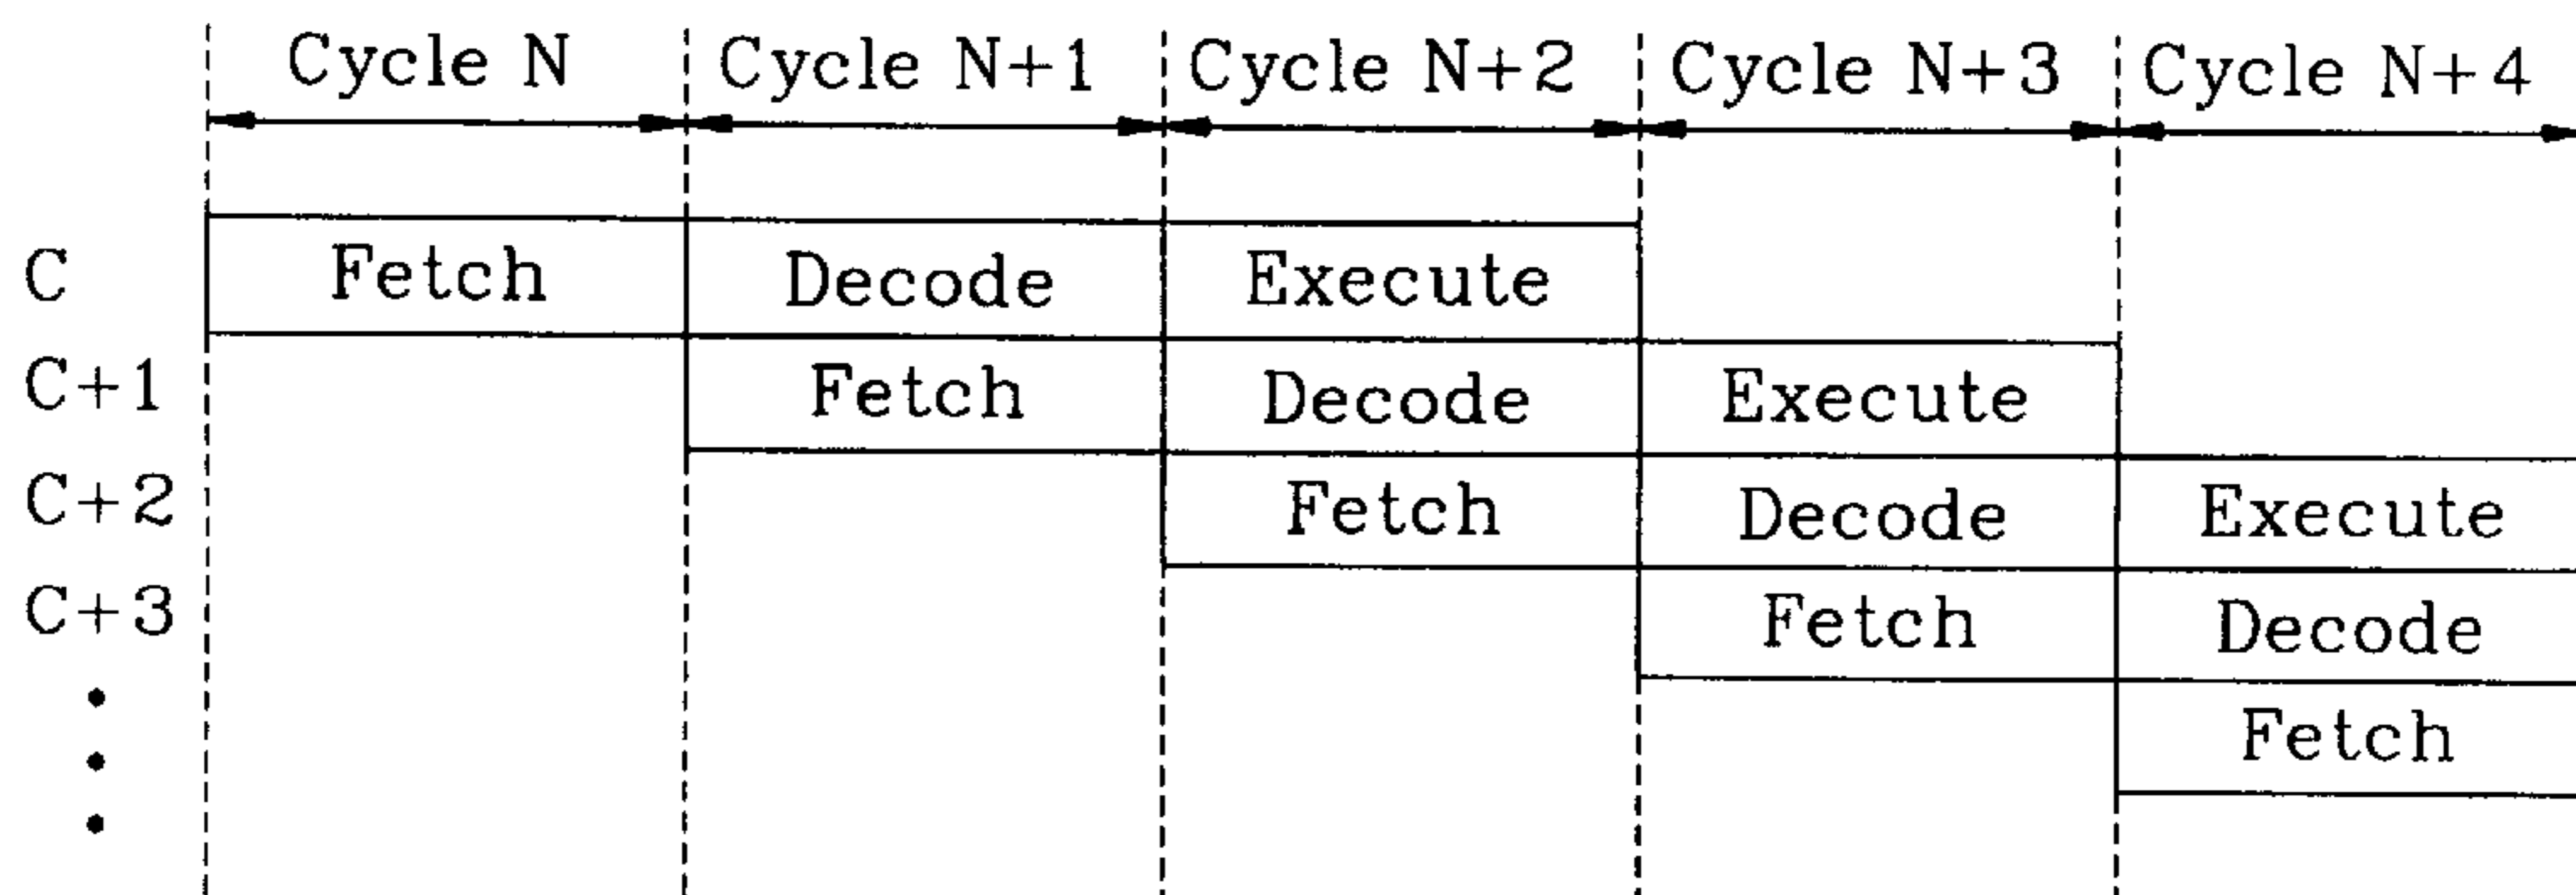 Cycle N Cycle N+1 Cycle N+2 Cycle N+3 Cycle N+4
C Fetch Decode Execute
C+1 Fetch Decode Execute
C+2 Fetch Decode Execute
C+3 Fetch Decode
Fetch